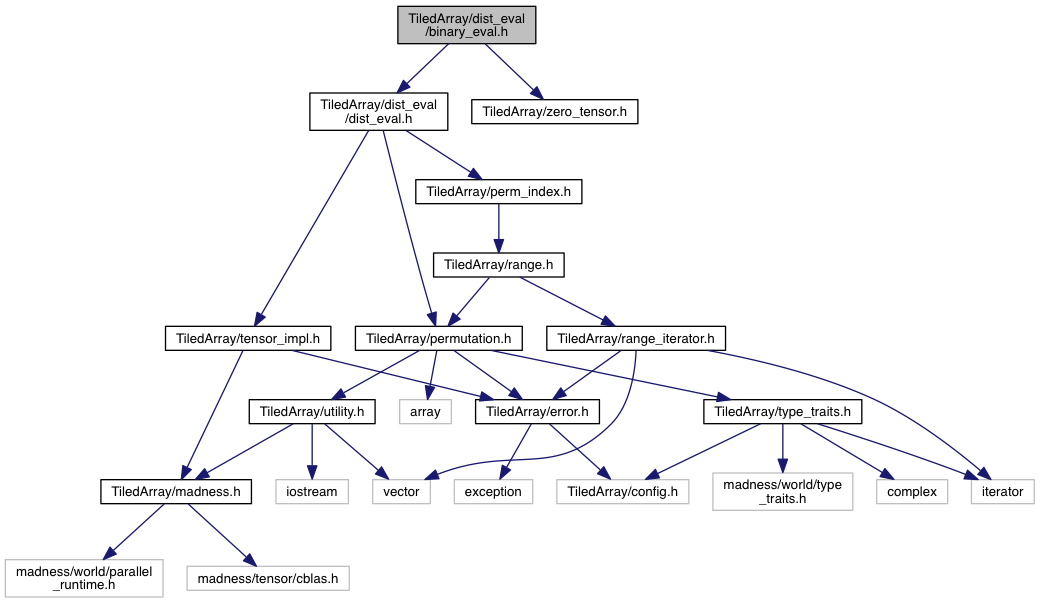 TiledArray/dist_eval
/binary_eval.h
TiledArray/dist_eval
/dist_eval.h
TiledArray/zero_tensor.h
TiledArray/perm_index.h
TiledArray/range.h
TiledArray/tensor_impl.h
TiledArray/permutation.h
TiledArray/range_iterator.h
TiledArray/utility.h
array
TiledArray/error.h
TiledArray/type_traits.h
TiledArray/madness.h
iostream
vector
exception
TiledArray/config.h
madness/world/type
_traits.h
complex
iterator
madness/world/parallel
_runtime.h
madness/tensor/cblas.h